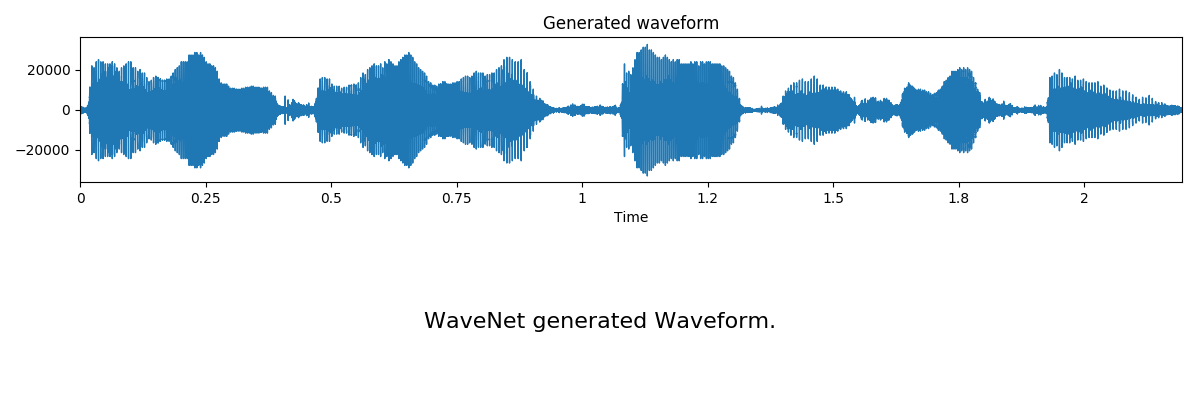 Generated waveform
20000
0
−20000
0 0.25 0.5 0.75 1 1.2 1.5 1.8 2
Time
WaveNet generated Waveform.